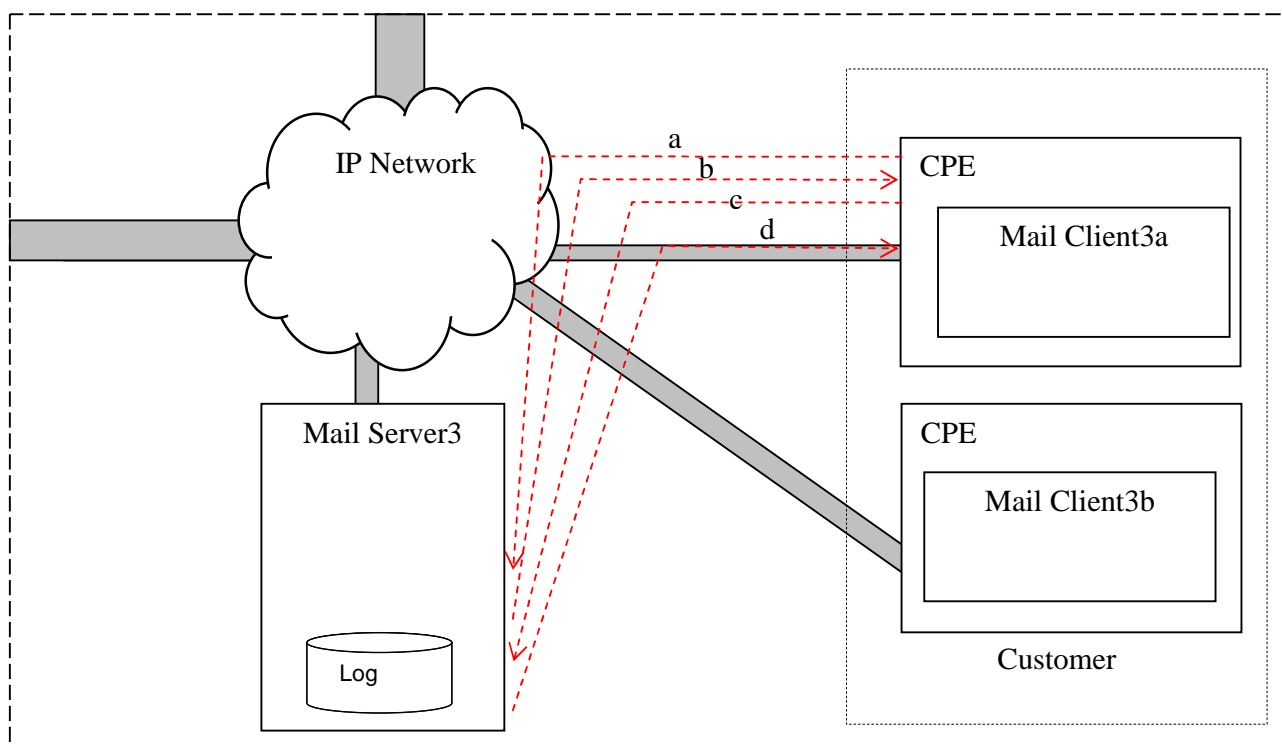 a
IP Network
CPE
b
c
d
Mail Client3a
Mail Server3
CPE
Mail Client3b
Log
Customer